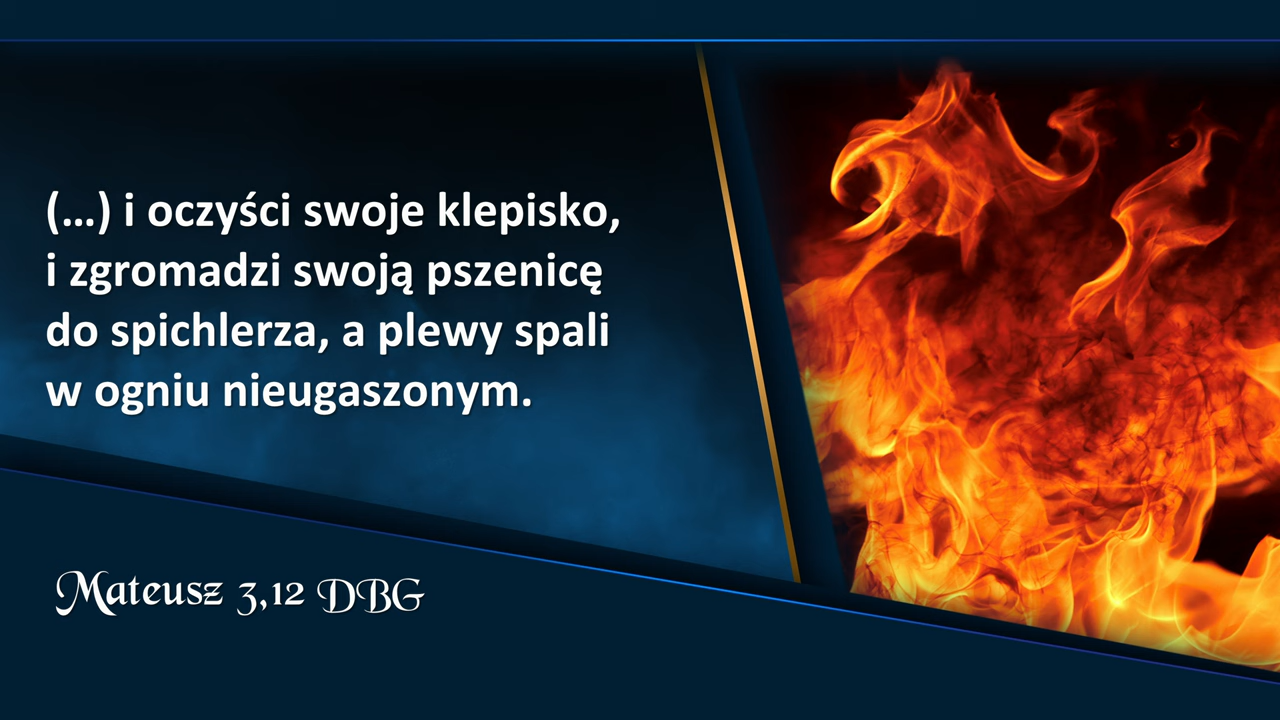 (...) i oczyści swoje klepisko,
i zgromadzi swoją pszenicę
do spichlerza, a plewy spali
w ogniu nieugaszonym.
Mateusz 3,12 DBG